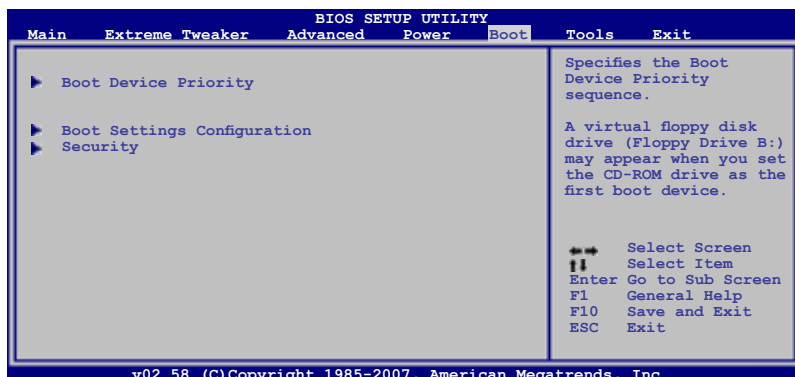 BIOS SETUP UTILITY
Main Extreme Tweaker Advanced Power Boot Tools Exit
Boot Device Priority
Boot Settings Configuration
Security
Specifies the Boot
Device Priority
sequence.
A virtual floppy disk
drive (Floppy Drive B:)
may appear when you set
the CD-ROM drive as the
first boot device.
Select Screen
Select Item
Enter Go to Sub Screen
F1 General Help
F10 Save and Exit
ESC Exit
v02.58 (C)Copyright 1985-2007, American Megatrends, Inc.